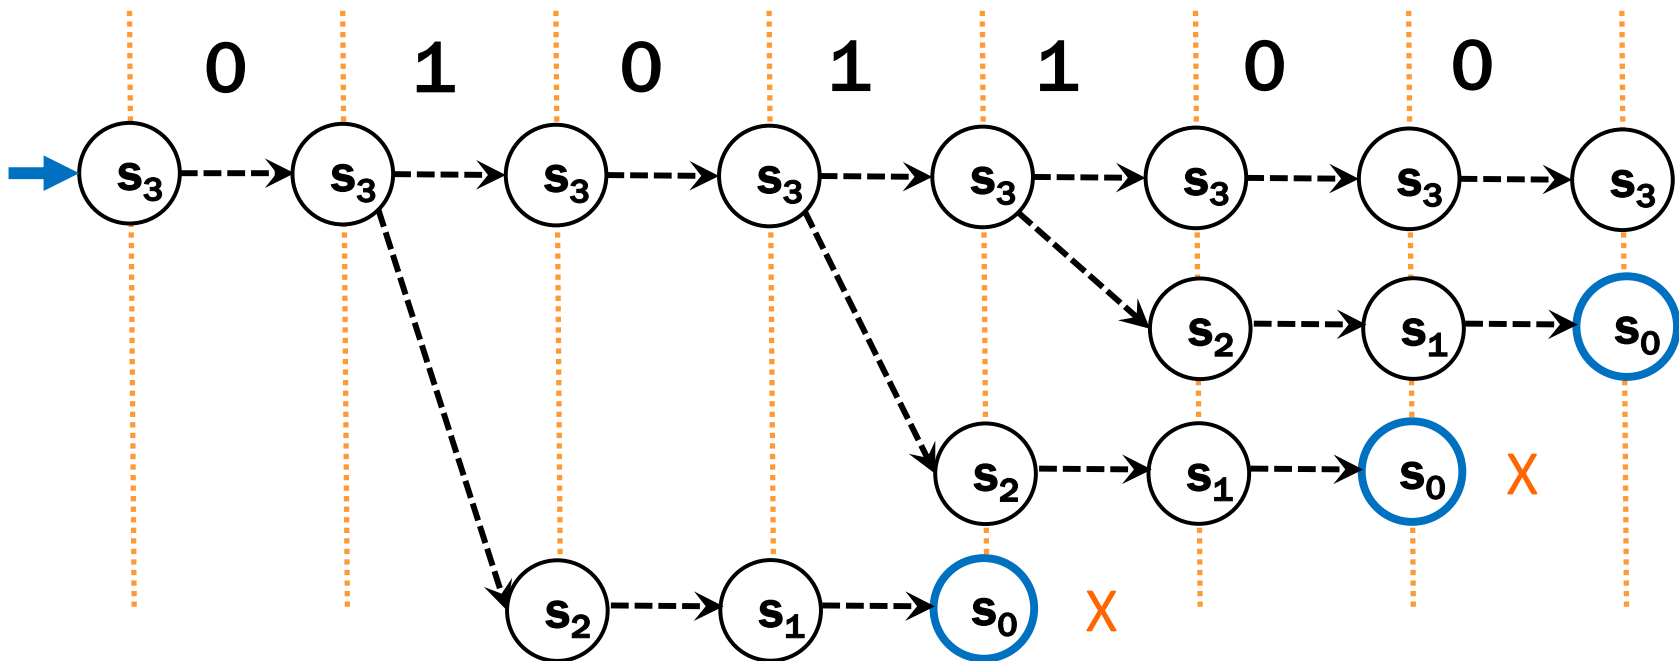 0 1 0 1 1 0 0
s₃ s₃ s₃ s₃ s₃ s₃ s₃ s₃
s₂ s₁ s₀
s₂ s₁ s₀ X
s₂ s₁ s₀ X